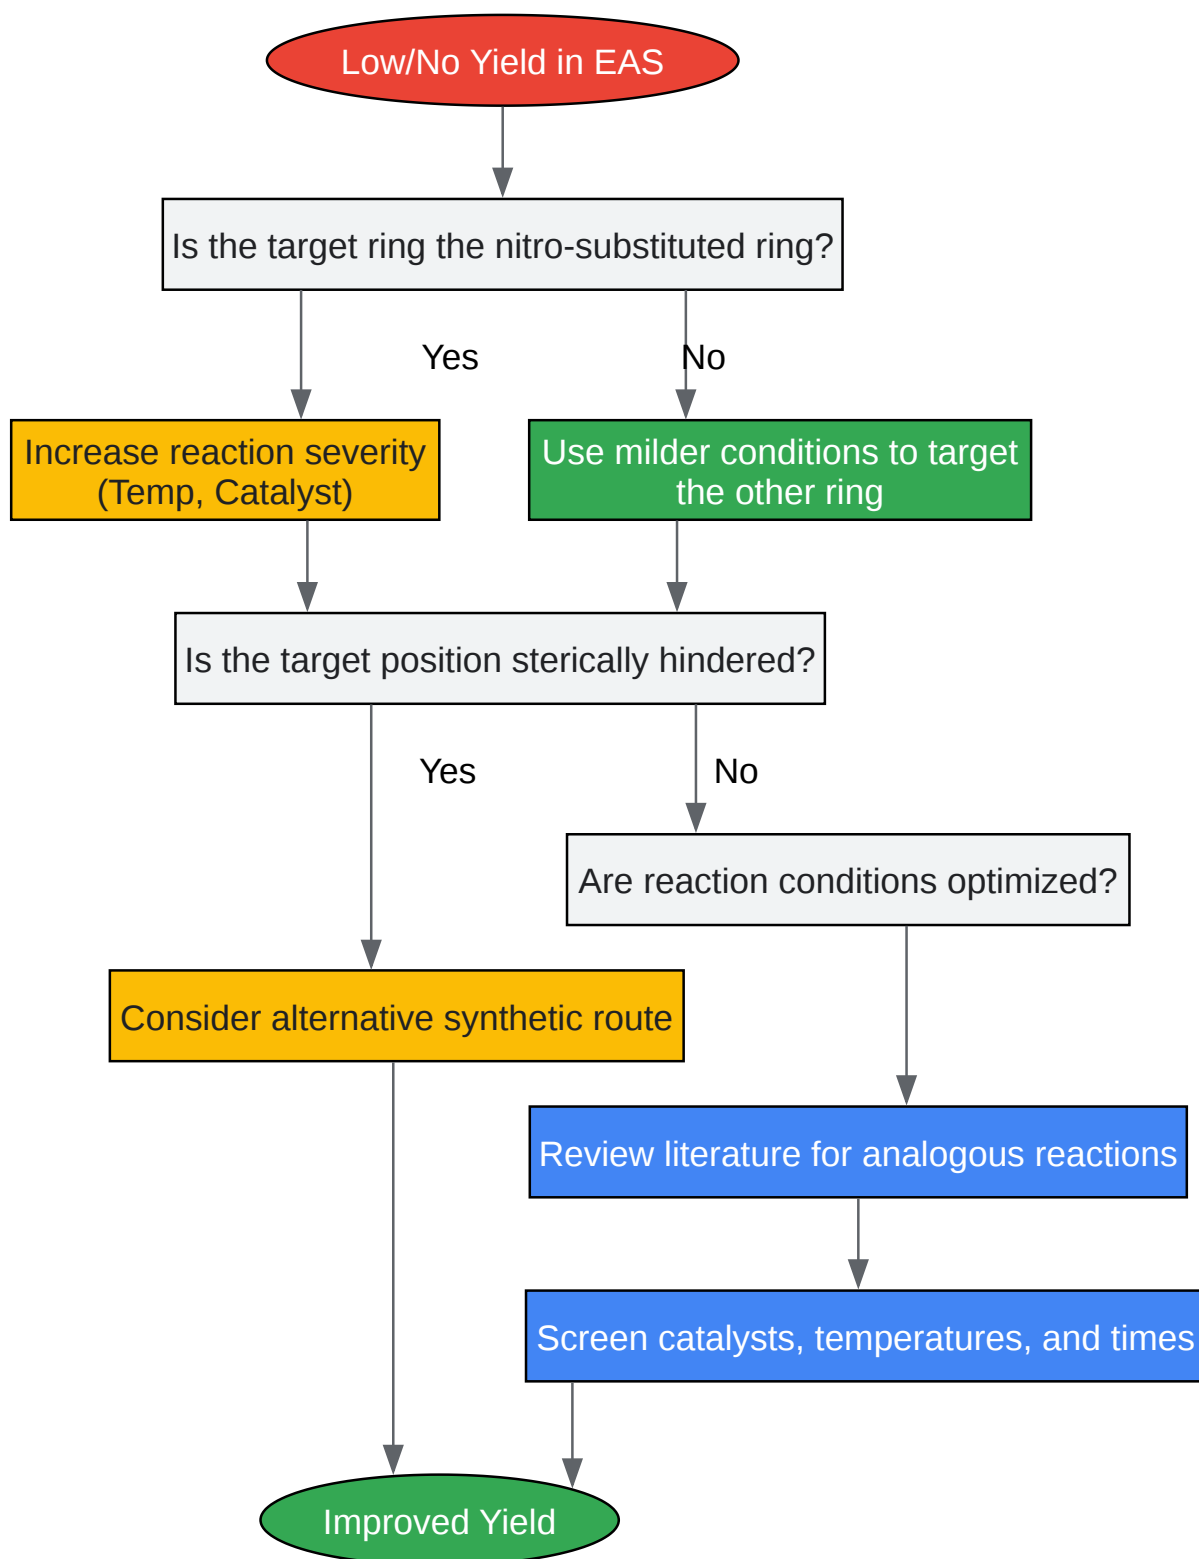 Low/No Yield in EAS
Is the target ring the nitro-substituted ring?
Yes
No
Increase reaction severity
(Temp, Catalyst)
Use milder conditions to target
the other ring
Is the target position sterically hindered?
Yes
No
Are reaction conditions optimized?
Consider alternative synthetic route
Review literature for analogous reactions
Screen catalysts, temperatures, and times
Improved Yield